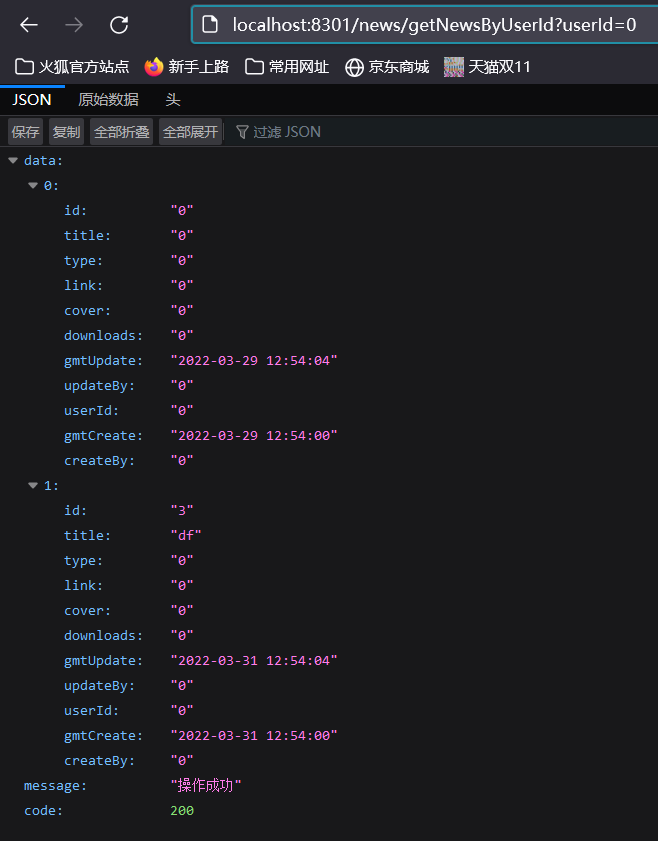 localhost:8301/news/getNewsByUserId?userId=0
火狐官方站点 新手上路 常用网址 京东商城 天猫双11
JSON 原始数据 头
保存 复制 全部折叠 全部展开 过滤 JSON
data:
0:
id: "0"
title: "0"
type: "0"
link: "0"
cover: "0"
downloads: "0"
gmtUpdate: "2022-03-29 12:54:04"
updateBy: "0"
userId: "0"
gmtCreate: "2022-03-29 12:54:00"
createBy: "0"
1:
id: "3"
title: "df"
type: "0"
link: "0"
cover: "0"
downloads: "0"
gmtUpdate: "2022-03-31 12:54:04"
updateBy: "0"
userId: "0"
gmtCreate: "2022-03-31 12:54:00"
createBy: "0"
message: "操作成功"
code: 200